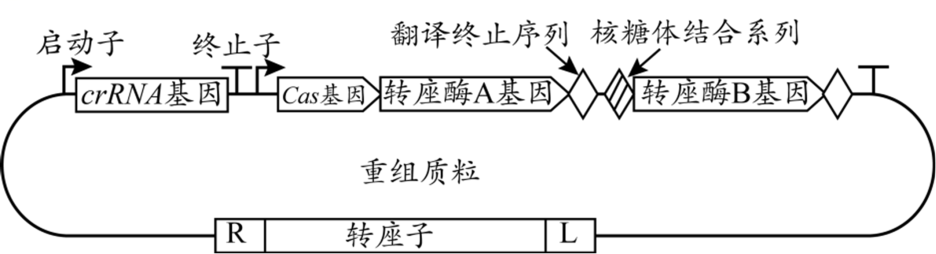 启动子
终止子
翻译终止序列
核糖体结合系列
crRNA基因
Cas基因
转座酶A基因
转座酶B基因
重组质粒
R
转座子
L